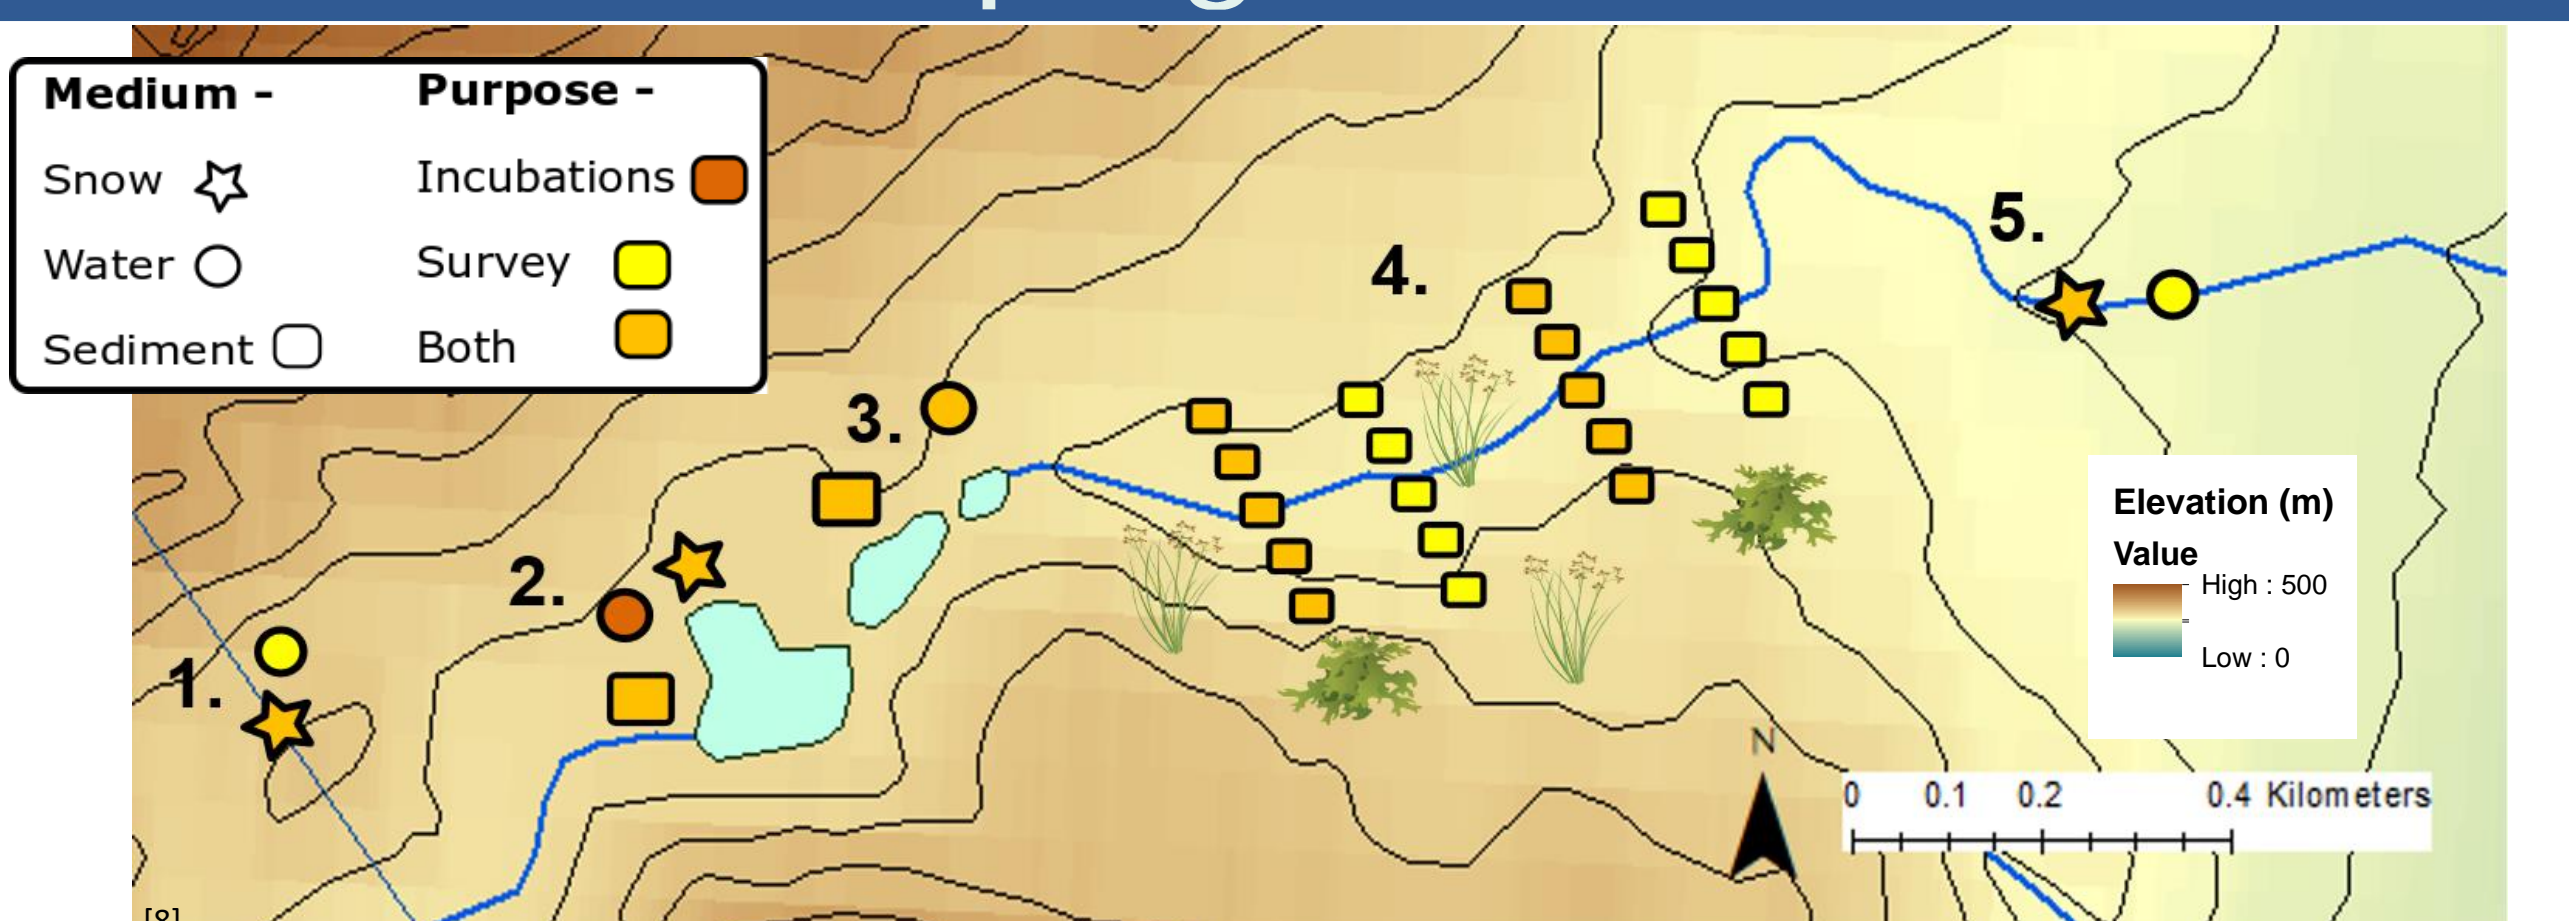 Medium -
Purpose -
Snow
Incubations
Water
Survey
Sediment
Both
1.
2.
3.
4.
5.
Elevation (m)
Value
High : 500
Low : 0
N
0 0.1 0.2 0.4 Kilometers
[8]